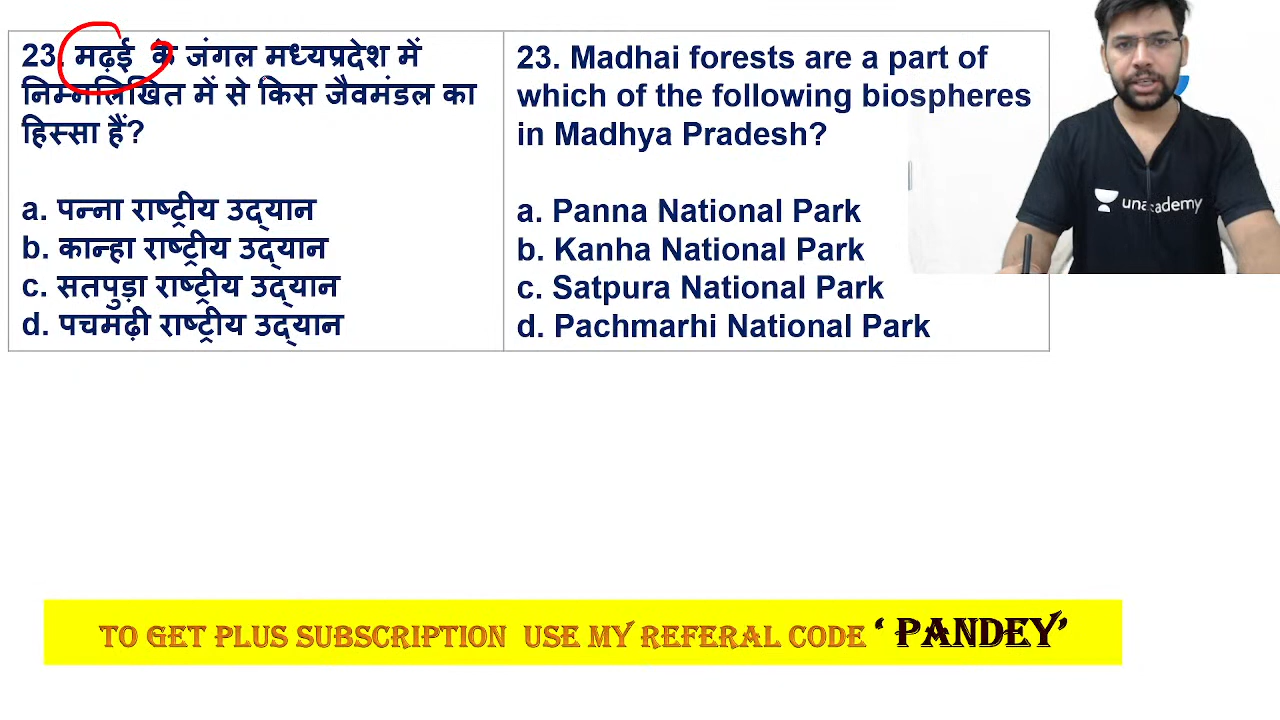 23. मढ़ई के जंगल मध्यप्रदेश में
निम्नलिखित में से किस जैवमंडल का
हिस्सा हैं?
a. पन्ना राष्ट्रीय उद्यान
b. कान्हा राष्ट्रीय उद्यान
c. सतपुड़ा राष्ट्रीय उद्यान
d. पचमढ़ी राष्ट्रीय उद्यान
23. Madhai forests are a part of
which of the following biospheres
in Madhya Pradesh?
a. Panna National Park
b. Kanha National Park
c. Satpura National Park
d. Pachmarhi National Park
unacademy
TO GET PLUS SUBSCRIPTION USE MY REFERAL CODE ‘ PANDEY’